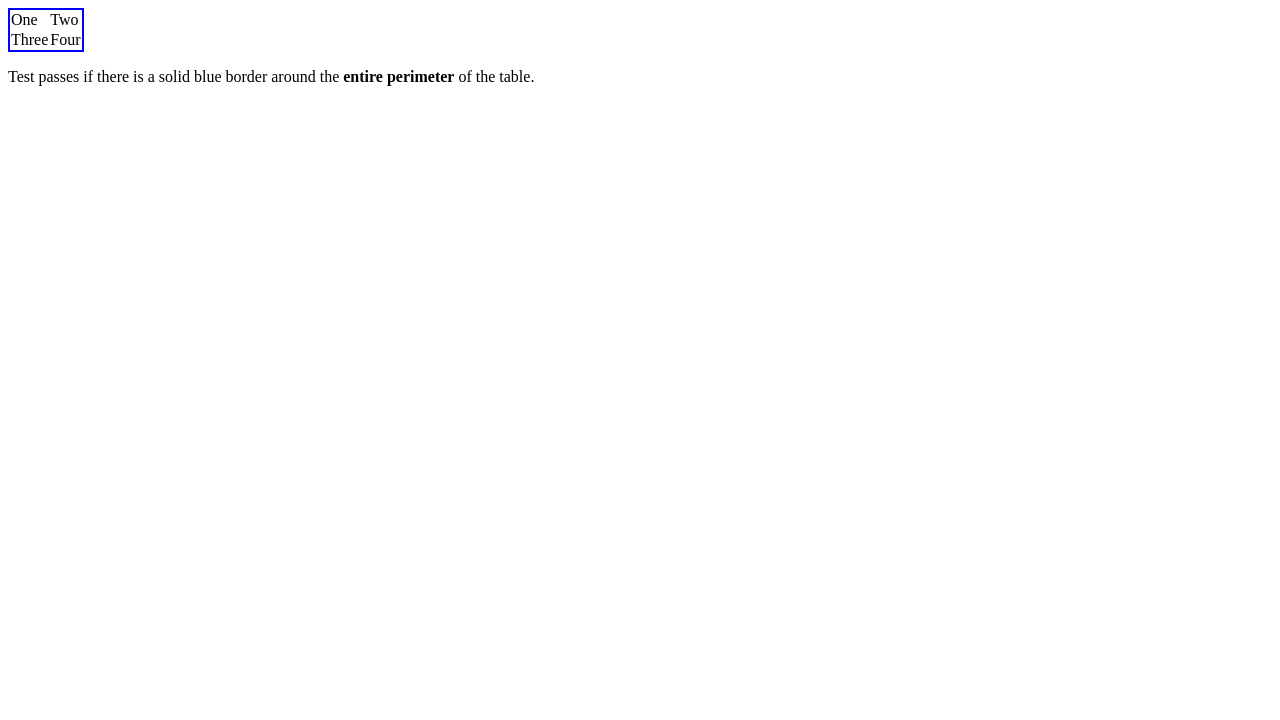 One Two
Three Four
Test passes if there is a solid blue border around the entire perimeter of the table.